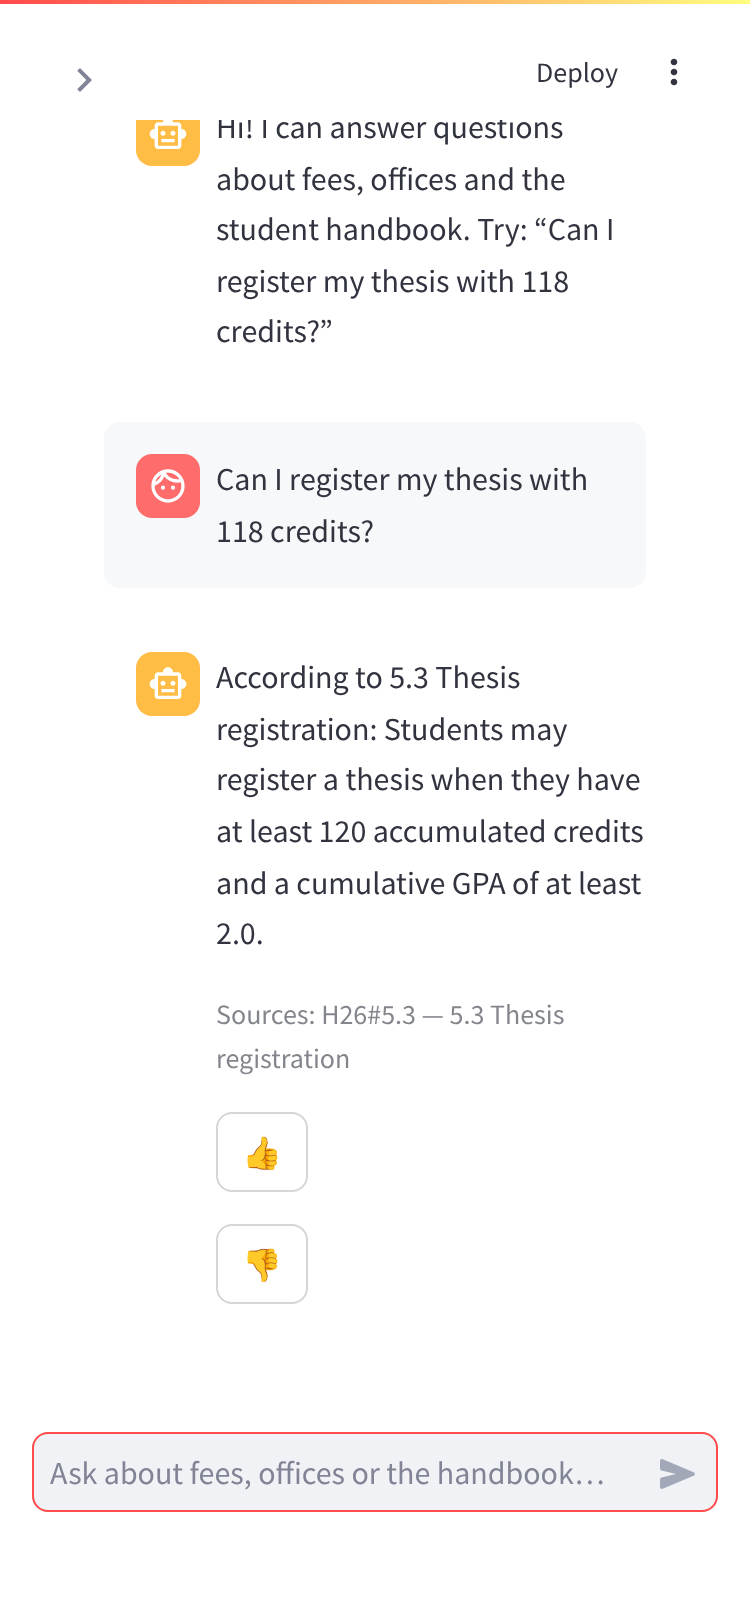 Deploy
Hi! I can answer questions
about fees, offices and the
student handbook. Try: “Can I
register my thesis with 118
credits?”
Can I register my thesis with
118 credits?
According to 5.3 Thesis
registration: Students may
register a thesis when they have
at least 120 accumulated credits
and a cumulative GPA of at least
2.0.
Sources: H26#5.3 — 5.3 Thesis
registration
Ask about fees, offices or the handbook…